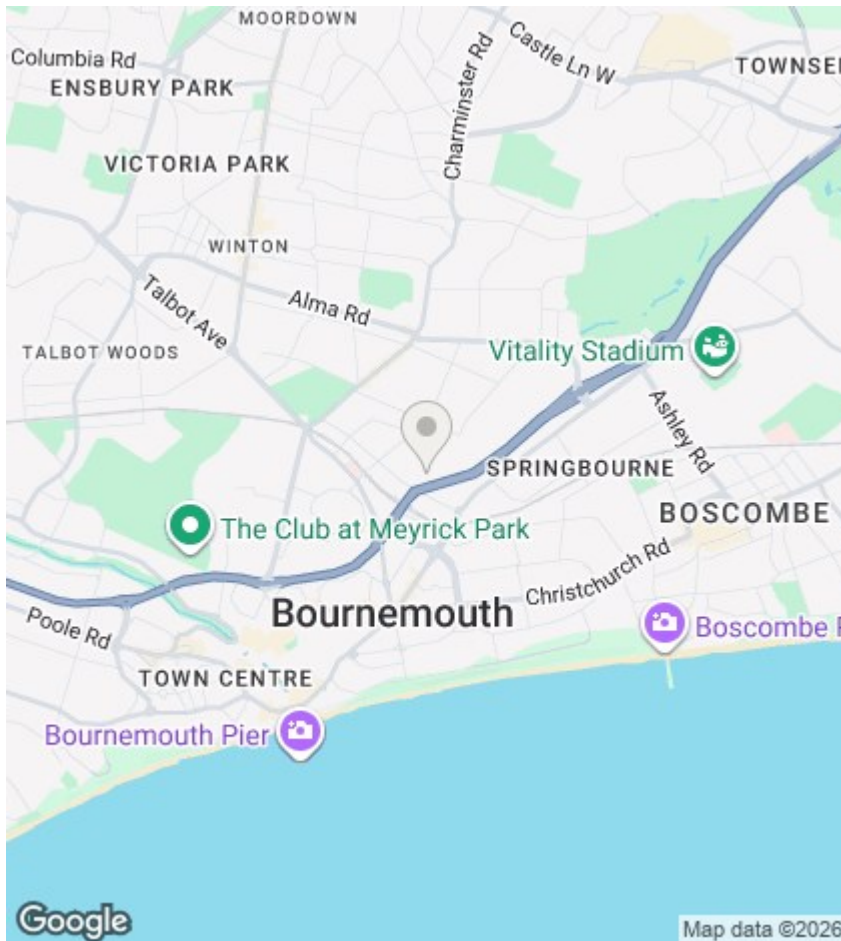 MOORDOWN
Columbia Rd
ENSBURY PARK
Castle Ln W
TOWNSE
Charminster Rd
VICTORIA PARK
WINTON
Talbot Ave
Alma Rd
TALBOT WOODS
Vitality Stadium
Ashley Rd
SPRINGBOURNE
BOSCOMBE
The Club at Meyrick Park
Christchurch Rd
Bournemouth
Poole Rd
Boscombe P
TOWN CENTRE
Bournemouth Pier
Google
Map data ©2026